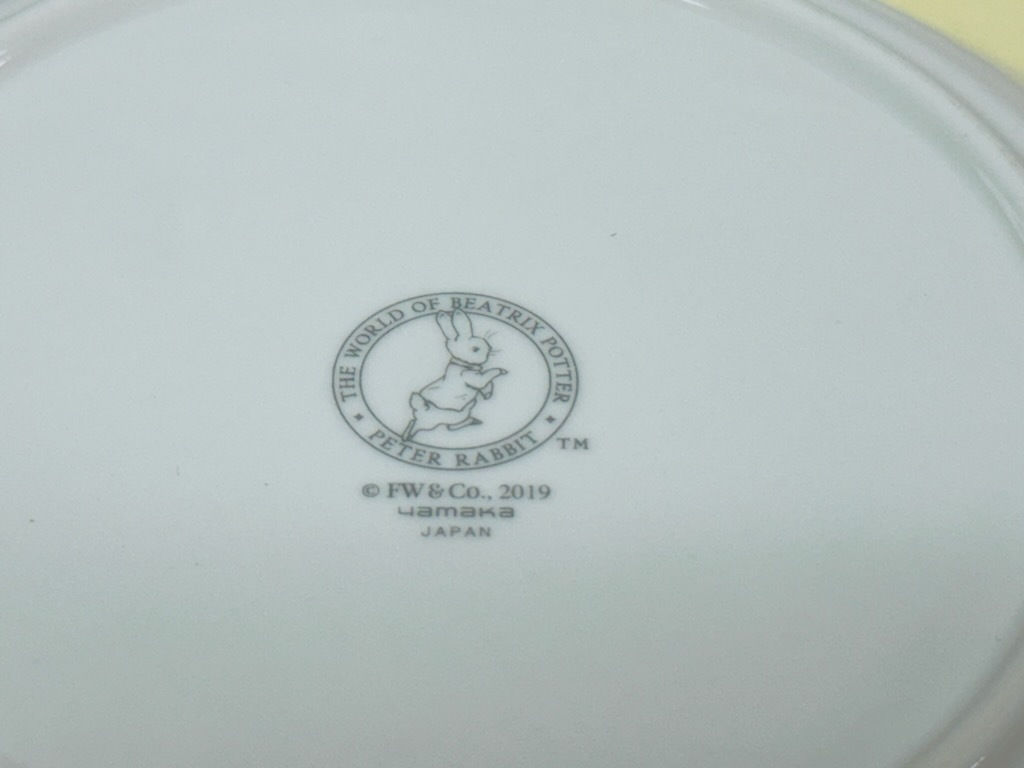 THE WORLD OF BEATRIX POTTER
PETER RABBIT
TM
© FW & Co., 2019
yamaka
JAPAN